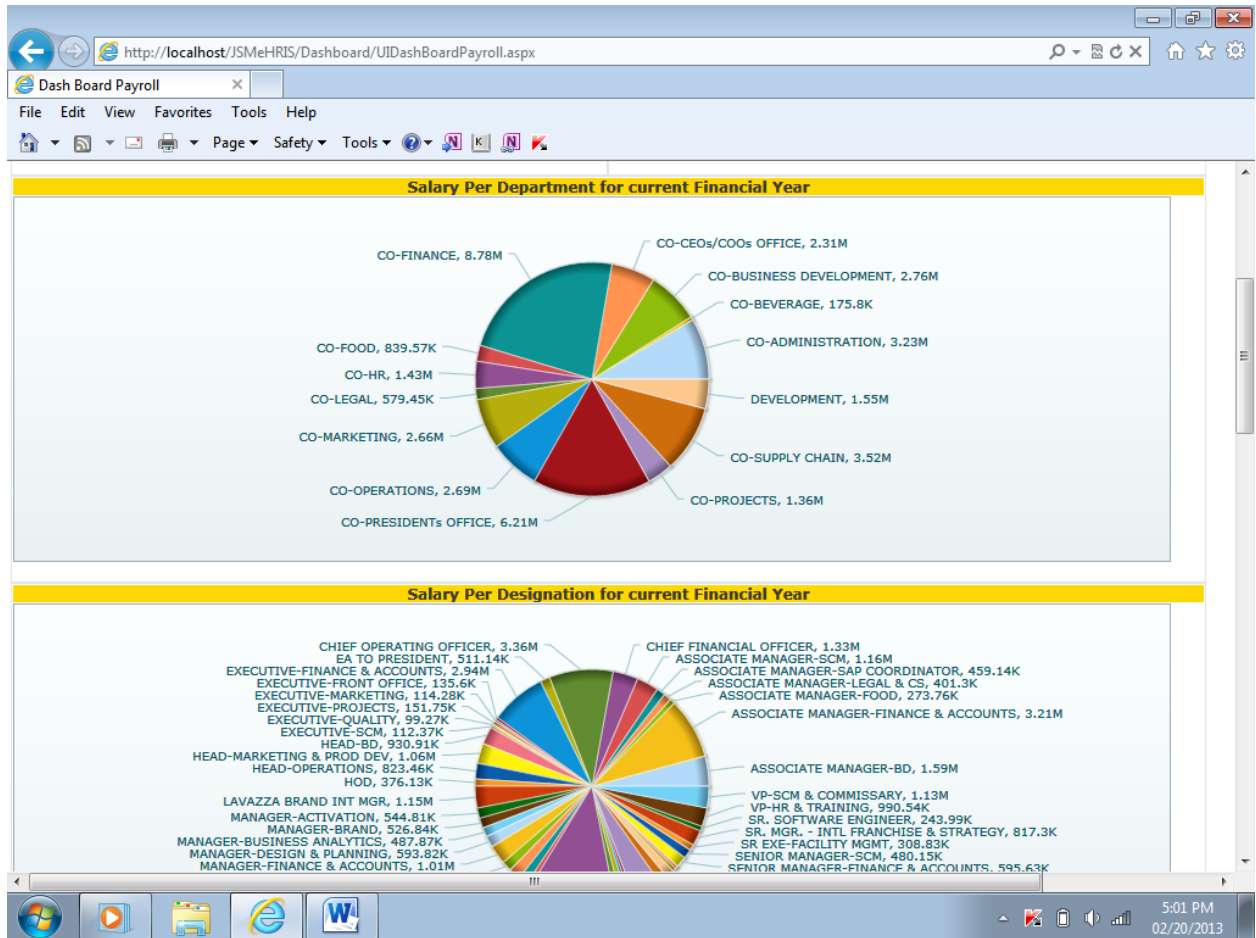 http://localhost/JSMeHRIS/Dashboard/UIDashBoardPayroll.aspx
Dash Board Payroll
File Edit View Favorites Tools Help
Page Safety Tools
Salary Per Department for current Financial Year
CO-CEOs/COOs OFFICE, 2.31M
CO-FINANCE, 8.78M
CO-BUSINESS DEVELOPMENT, 2.76M
CO-BEVERAGE, 175.8K
CO-ADMINISTRATION, 3.23M
CO-FOOD, 839.57K
CO-HR, 1.43M
CO-LEGAL, 579.45K
DEVELOPMENT, 1.55M
CO-MARKETING, 2.66M
CO-SUPPLY CHAIN, 3.52M
CO-OPERATIONS, 2.69M
CO-PROJECTS, 1.36M
CO-PRESIDENTs OFFICE, 6.21M
Salary Per Designation for current Financial Year
CHIEF OPERATING OFFICER, 3.36M
EA TO PRESIDENT, 511.14K
EXECUTIVE-FINANCE & ACCOUNTS, 2.94M
EXECUTIVE-FRONT OFFICE, 135.6K
EXECUTIVE-MARKETING, 114.28K
EXECUTIVE-PROJECTS, 151.75K
EXECUTIVE-QUALITY, 99.27K
EXECUTIVE-SCM, 112.37K
HEAD-BD, 930.91K
HEAD-MARKETING & PROD DEV, 1.06M
HEAD-OPERATIONS, 823.46K
HOD, 376.13K
LAVAZZA BRAND INT MGR, 1.15M
MANAGER-ACTIVATION, 544.81K
MANAGER-BRAND, 526.84K
MANAGER-BUSINESS ANALYTICS, 487.87K
MANAGER-DESIGN & PLANNING, 593.82K
MANAGER-FINANCE & ACCOUNTS, 1.01M
CHIEF FINANCIAL OFFICER, 1.33M
ASSOCIATE MANAGER-SCM, 1.16M
ASSOCIATE MANAGER-SAP COORDINATOR, 459.14K
ASSOCIATE MANAGER-LEGAL & CS, 401.3K
ASSOCIATE MANAGER-FOOD, 273.76K
ASSOCIATE MANAGER-FINANCE & ACCOUNTS, 3.21M
ASSOCIATE MANAGER-BD, 1.59M
VP-SCM & COMMISSARY, 1.13M
VP-HR & TRAINING, 990.54K
SR. SOFTWARE ENGINEER, 243.99K
SR. MGR. - INTL FRANCHISE & STRATEGY, 817.3K
SR EXE-FACILITY MGMT, 308.83K
SENIOR MANAGER-SCM, 480.15K
SENIOR MANAGER-FINANCE & ACCOUNTS, 595.63K
5:01 PM
02/20/2013